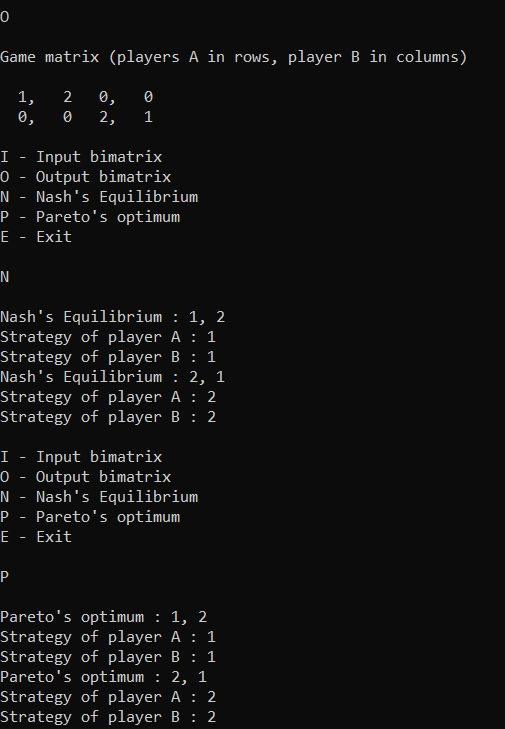 O
Game matrix (players A in rows, player B in columns)
1,   2   0,   0
0,   0   2,   1
I - Input bimatrix
O - Output bimatrix
N - Nash's Equilibrium
P - Pareto's optimum
E - Exit
N
Nash's Equilibrium : 1, 2
Strategy of player A : 1
Strategy of player B : 1
Nash's Equilibrium : 2, 1
Strategy of player A : 2
Strategy of player B : 2
I - Input bimatrix
O - Output bimatrix
N - Nash's Equilibrium
P - Pareto's optimum
E - Exit
P
Pareto's optimum : 1, 2
Strategy of player A : 1
Strategy of player B : 1
Pareto's optimum : 2, 1
Strategy of player A : 2
Strategy of player B : 2